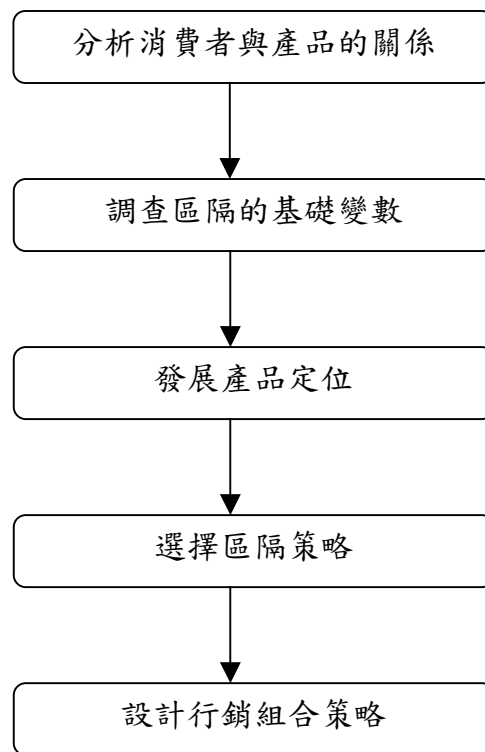 分析消費者與產品的關係
調查區隔的基礎變數
發展產品定位
選擇區隔策略
設計行銷組合策略